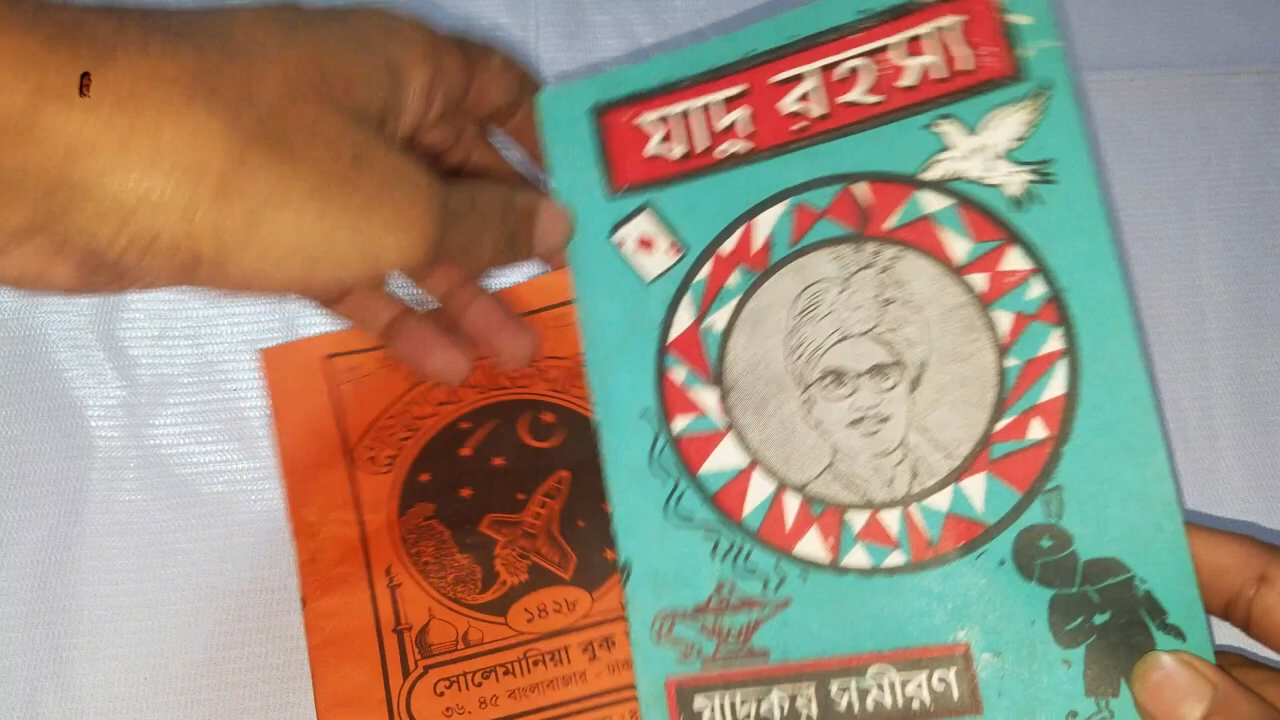 যাদু রহস্য
যাদুকর সমীরণ
১৪২৮
সোলেমানিয়া বুক
৩৬, ৪৫ বাংলাবাজার - ঢাকা